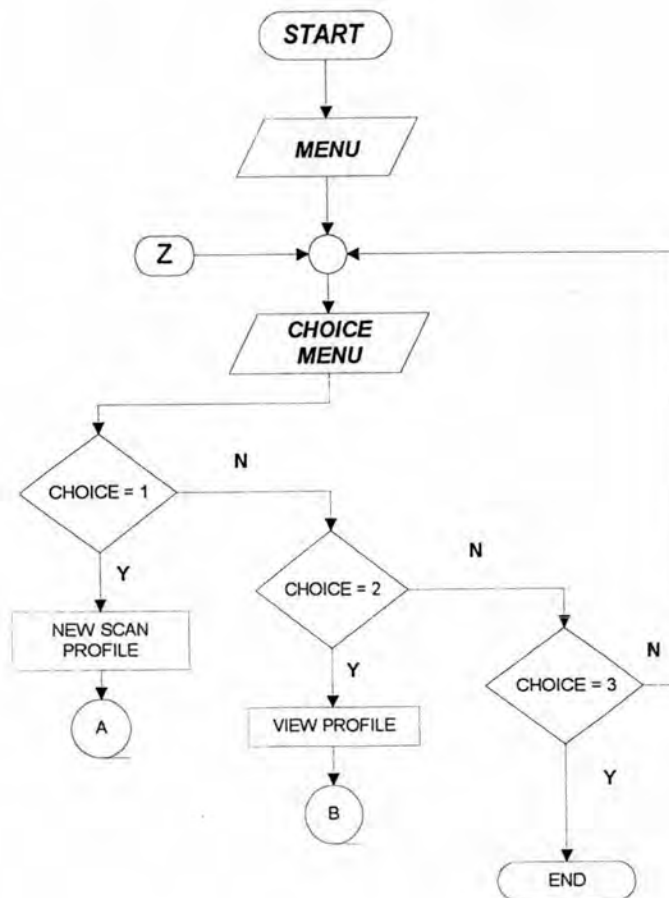 START
MENU
Z
CHOICE
MENU
CHOICE = 1
N
Y
NEW SCAN
PROFILE
A
CHOICE = 2
N
Y
VIEW PROFILE
B
CHOICE = 3
N
Y
END